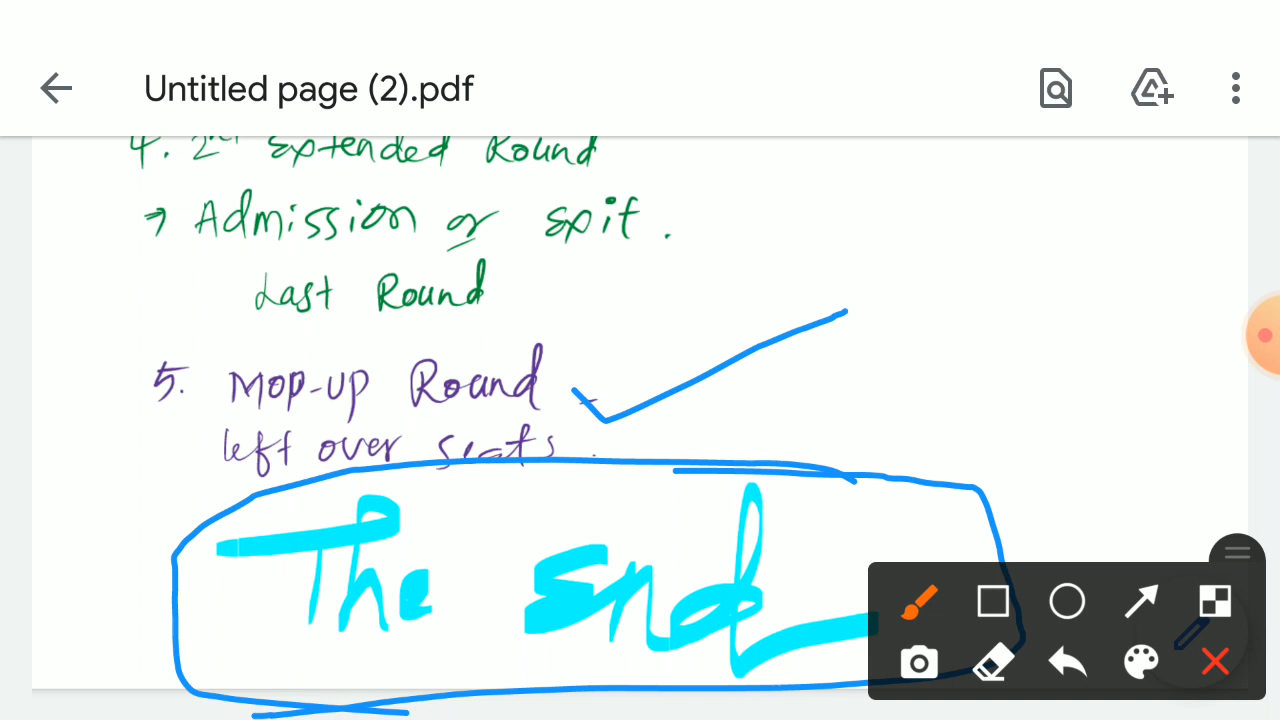 Untitled page (2).pdf
4. 2nd Extended Round
→ Admission or Exit.
Last Round
5. Mop-up Round -
left over seats.
The End